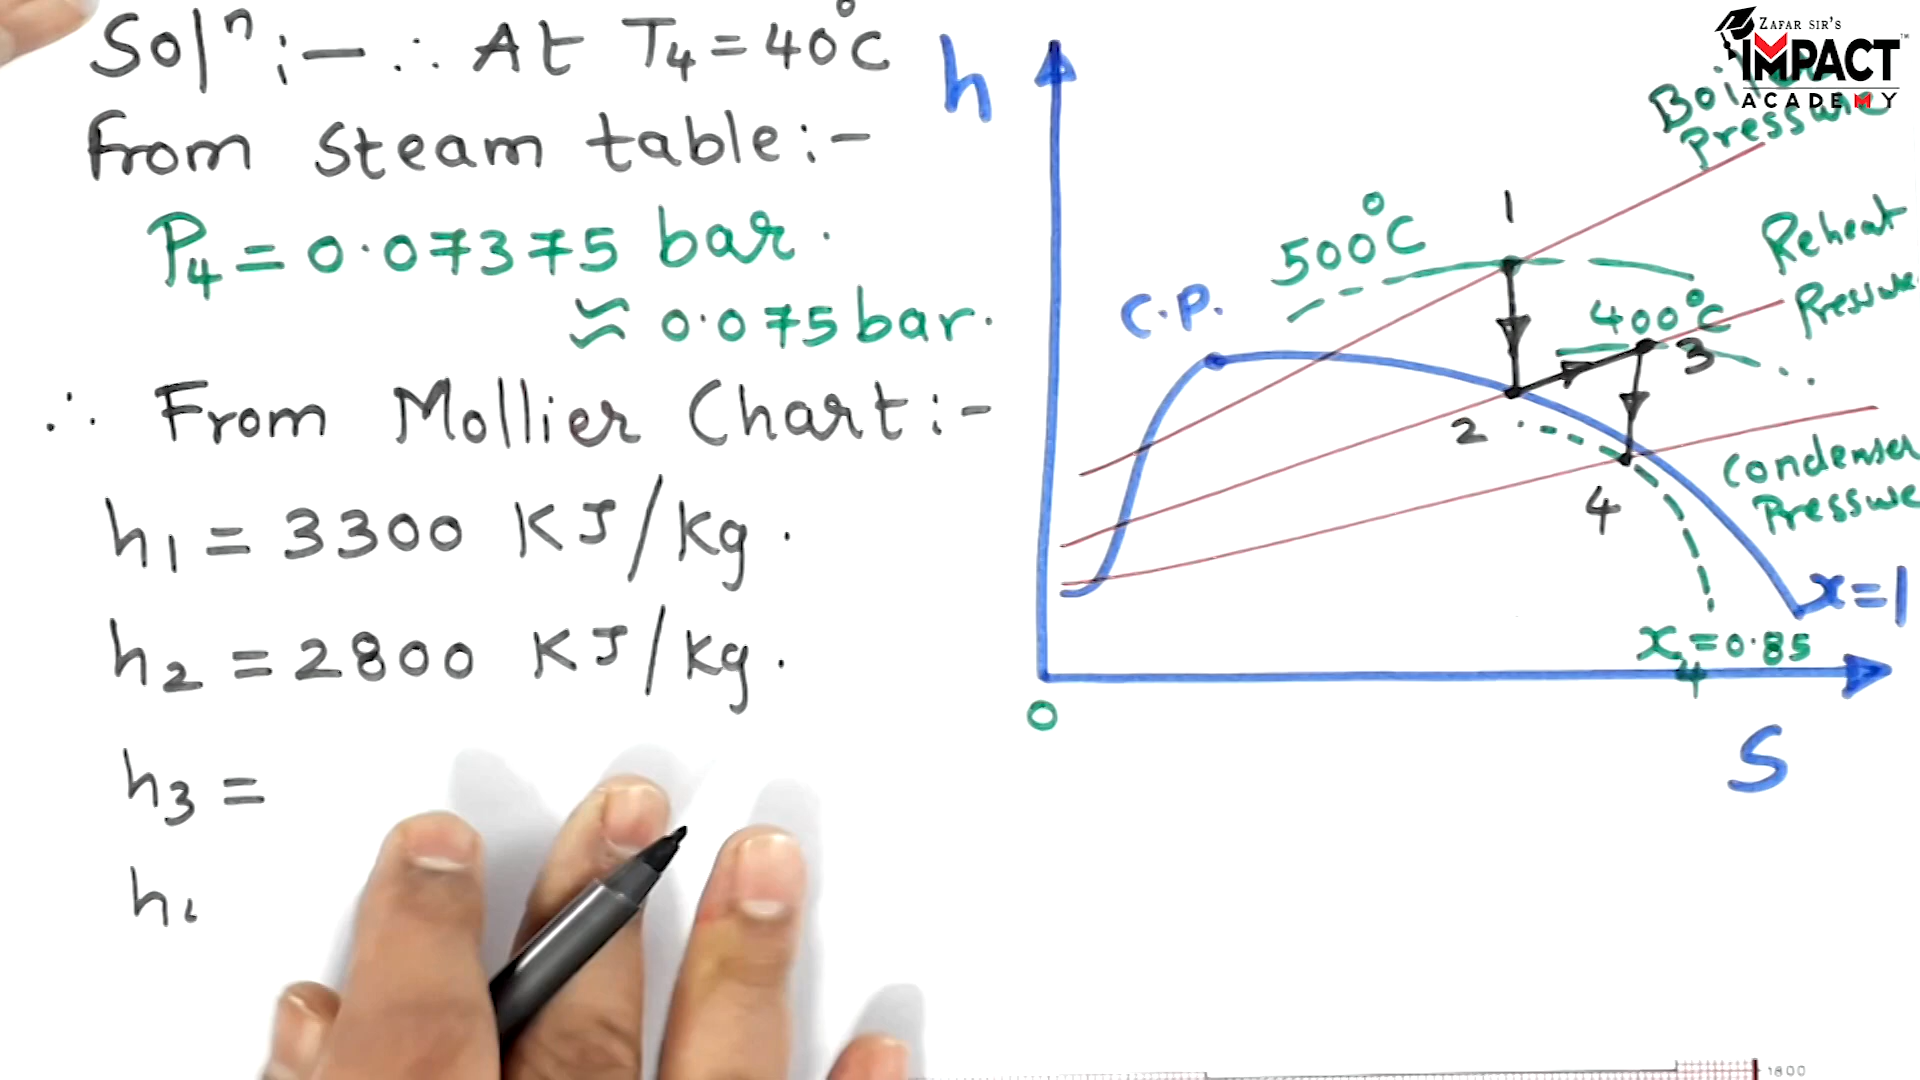 Solⁿ :- ∴ At T₄ = 40°C
From steam table :-
P₄ = 0.07375 bar.
≈ 0.075 bar.
∴ From Mollier Chart :-
h₁ = 3300 KJ/Kg.
h₂ = 2800 KJ/Kg.
h₃ =
h
ZAFAR SIR'S
IMPACT™
ACADEMY
h
Boiler
Pressure
1
500°C
Reheat
Pressure
C.P.
400°C
3
2
Condenser
Pressure
4
x=1
x₄=0.85
0
S
1800